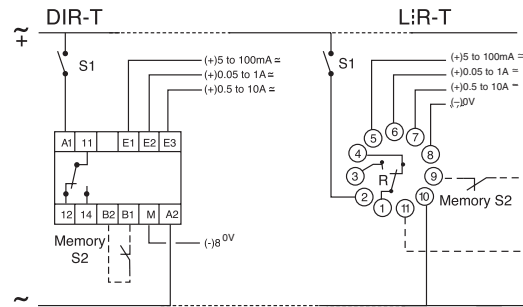 DIR-T
L:R-T
~
+
S1
(+)5 to 100mA ≃
(+)0.05 to 1A ≃
(+)0.5 to 10A ≃
S1
(+)5 to 100mA =
(+)0.05 to 1A ≃
(+)0.5 to 10A =
(-)0V
A1 11 E1 E2 E3
12 14 B2 B1 M A2
Memory
S2
(-)8 0V
5 6 7 8
4
3
R
9
2
1 11 10
Memory S2
~